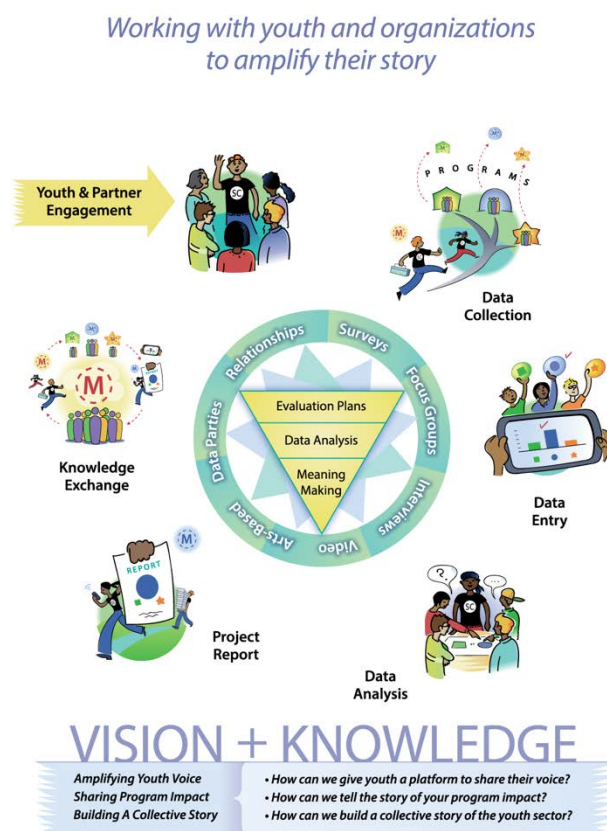 Working with youth and organizations
to amplify their story
Youth & Partner
Engagement
SC
PROGRAMS
M
M
M
M
Data
Collection
Relationships
Surveys
Focus Groups
Interviews
Video
Arts-Based
Data Parties
Evaluation Plans
Data Analysis
Meaning
Making
M
M
M
M
M
Knowledge
Exchange
Data
Entry
REPORT
M
Project
Report
?
...
SC
Data
Analysis
VISION + KNOWLEDGE
Amplifying Youth Voice
Sharing Program Impact
Building A Collective Story
• How can we give youth a platform to share their voice?
• How can we tell the story of your program impact?
• How can we build a collective story of the youth sector?